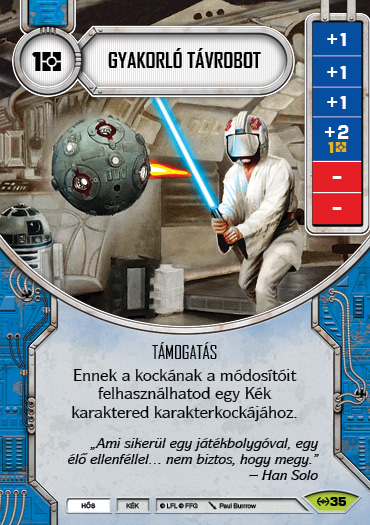 1
GYAKORLÓ TÁVROBOT
+1
+1
+1
+2
1
–
–
TÁMOGATÁS
Ennek a kockának a módosítóit
felhasználhatod egy Kék
karaktered karakterkockájához.
„Ami sikerül egy játékbolygóval, egy
élő ellenféllel… nem biztos, hogy megy.”
– Han Solo
HŐS KÉK © LFL © FFG Paul Burrrow 35